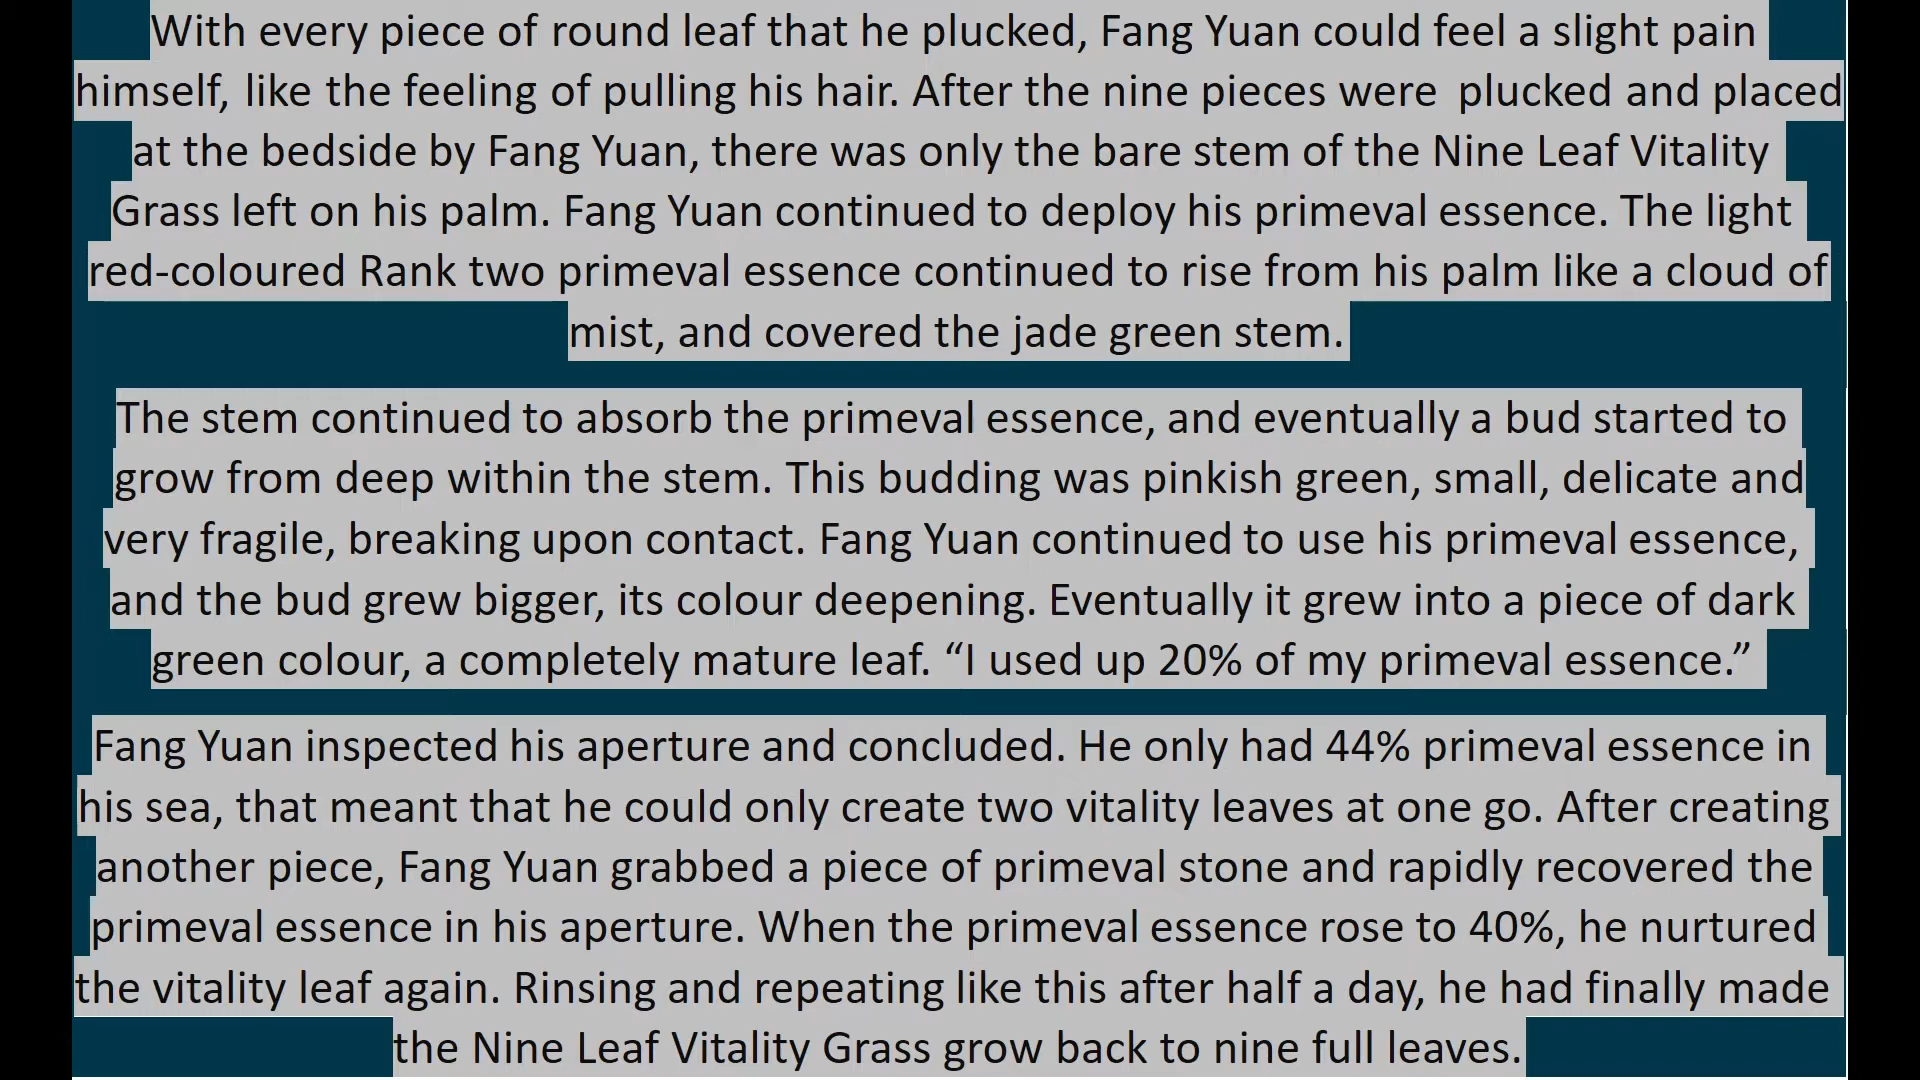 With every piece of round leaf that he plucked, Fang Yuan could feel a slight pain
himself, like the feeling of pulling his hair. After the nine pieces were  plucked and placed
at the bedside by Fang Yuan, there was only the bare stem of the Nine Leaf Vitality
Grass left on his palm. Fang Yuan continued to deploy his primeval essence. The light
red-coloured Rank two primeval essence continued to rise from his palm like a cloud of
mist, and covered the jade green stem.
The stem continued to absorb the primeval essence, and eventually a bud started to
grow from deep within the stem. This budding was pinkish green, small, delicate and
very fragile, breaking upon contact. Fang Yuan continued to use his primeval essence,
and the bud grew bigger, its colour deepening. Eventually it grew into a piece of dark
green colour, a completely mature leaf. “I used up 20% of my primeval essence.”
Fang Yuan inspected his aperture and concluded. He only had 44% primeval essence in
his sea, that meant that he could only create two vitality leaves at one go. After creating
another piece, Fang Yuan grabbed a piece of primeval stone and rapidly recovered the
primeval essence in his aperture. When the primeval essence rose to 40%, he nurtured
the vitality leaf again. Rinsing and repeating like this after half a day, he had finally made
the Nine Leaf Vitality Grass grow back to nine full leaves.